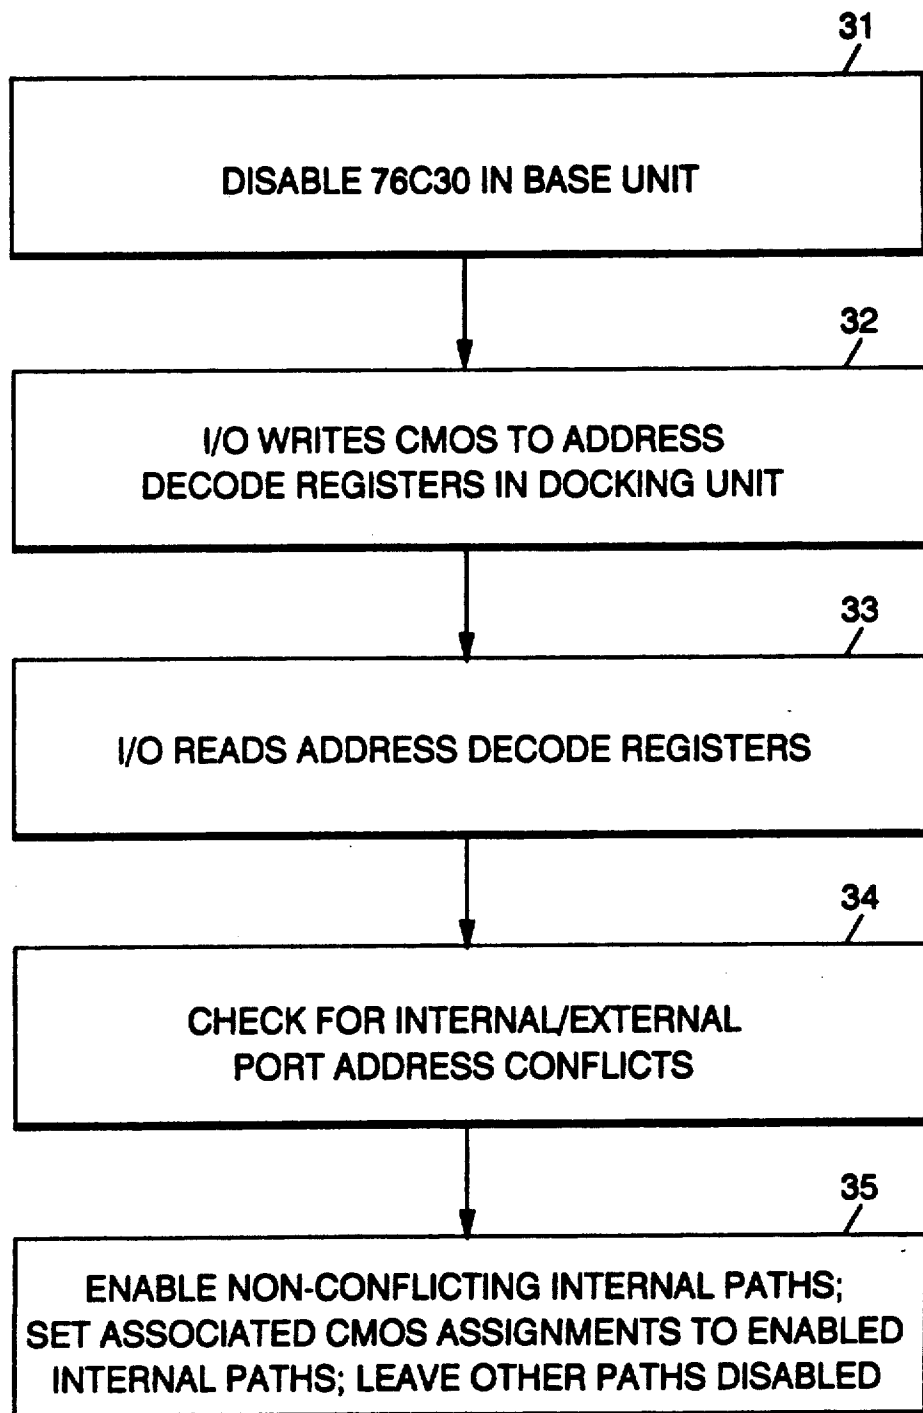 31
DISABLE 76C30 IN BASE UNIT
32
I/O WRITES CMOS TO ADDRESS
DECODE REGISTERS IN DOCKING UNIT
33
I/O READS ADDRESS DECODE REGISTERS
34
CHECK FOR INTERNAL/EXTERNAL
PORT ADDRESS CONFLICTS
35
ENABLE NON-CONFLICTING INTERNAL PATHS;
SET ASSOCIATED CMOS ASSIGNMENTS TO ENABLED
INTERNAL PATHS; LEAVE OTHER PATHS DISABLED